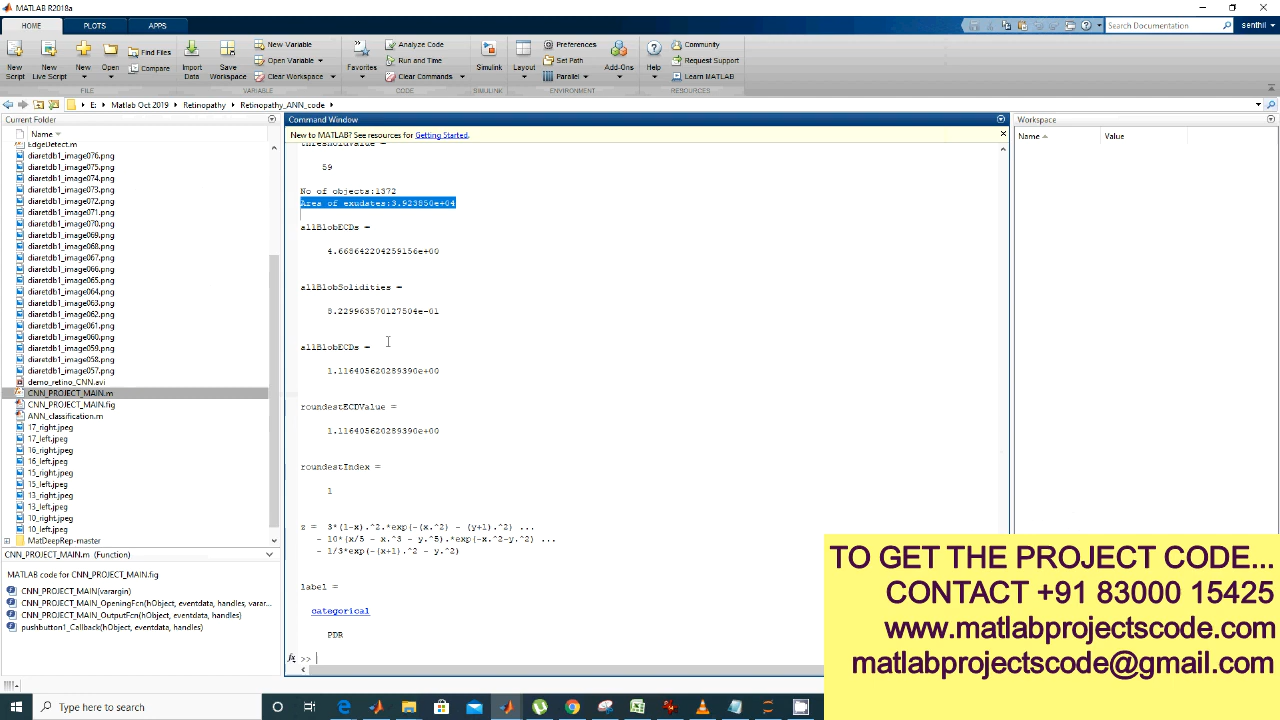 MATLAB R2018a
HOME PLOTS APPS
Search Documentation senthil
New Script
New Live Script
New
Open
Find Files
Compare
Import Data
Save Workspace
New Variable
Open Variable
Clear Workspace
Favorites
Analyze Code
Run and Time
Clear Commands
Simulink
Layout
Preferences
Set Path
Parallel
Add-Ons
Help
Community
Request Support
Learn MATLAB
FILE VARIABLE CODE SIMULINK ENVIRONMENT RESOURCES
E: Matlab Oct 2019 Retinopathy Retinopathy_ANN_code
Current Folder
Name
EdgeDetect.m
diaretdb1_image076.png
diaretdb1_image075.png
diaretdb1_image074.png
diaretdb1_image073.png
diaretdb1_image072.png
diaretdb1_image071.png
diaretdb1_image070.png
diaretdb1_image069.png
diaretdb1_image068.png
diaretdb1_image067.png
diaretdb1_image066.png
diaretdb1_image065.png
diaretdb1_image064.png
diaretdb1_image063.png
diaretdb1_image062.png
diaretdb1_image061.png
diaretdb1_image060.png
diaretdb1_image059.png
diaretdb1_image058.png
diaretdb1_image057.png
demo_retino_CNN.avi
CNN_PROJECT_MAIN.m
CNN_PROJECT_MAIN.fig
ANN_classification.m
17_right.jpeg
17_left.jpeg
16_right.jpeg
16_left.jpeg
15_right.jpeg
15_left.jpeg
13_right.jpeg
13_left.jpeg
10_right.jpeg
10_left.jpeg
MatDeepRep-master
CNN_PROJECT_MAIN.m (Function)
MATLAB code for CNN_PROJECT_MAIN.fig
CNN_PROJECT_MAIN(varargin)
CNN_PROJECT_MAIN_OpeningFcn(hObject, eventdata, handles, varar...
CNN_PROJECT_MAIN_OutputFcn(hObject, eventdata, handles)
pushbutton1_Callback(hObject, eventdata, handles)
Command Window
New to MATLAB? See resources for Getting Started.
thresholdValue =
59
No of objects:1372
Area of exudates:3.923850e+04
allBlobECDs =
4.668642204259156e+00
allBlobSolidities =
8.229963570127504e-01
allBlobECDs =
1.116405620289390e+00
roundestECDValue =
1.116405620289390e+00
roundestIndex =
1
z = 3*(1-x).^2.*exp(-(x.^2) - (y+1).^2) ...
- 10*(x/5 - x.^3 - y.^5).*exp(-x.^2-y.^2) ...
- 1/3*exp(-(x+1).^2 - y.^2)
label =
categorical
PDR
fx >>
Workspace
Name Value
TO GET THE PROJECT CODE...
CONTACT +91 83000 15425
www.matlabprojectscode.com
matlabprojectscode@gmail.com
Type here to search